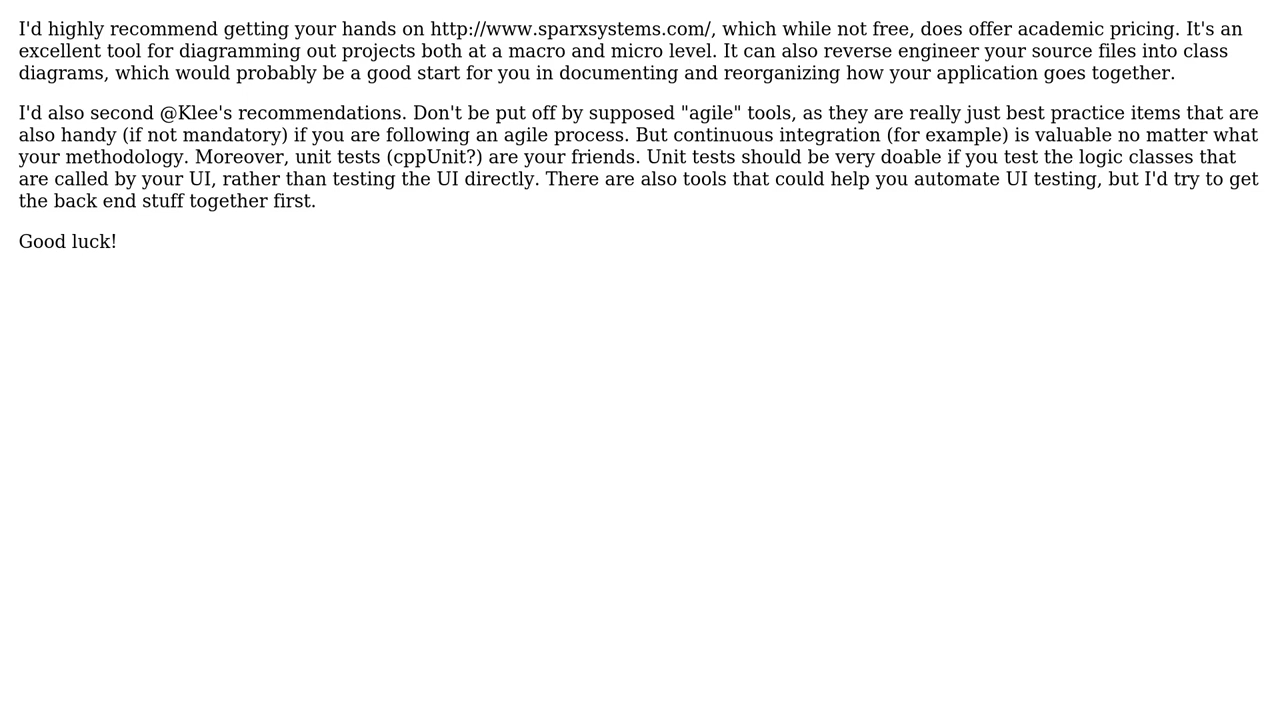 I'd highly recommend getting your hands on http://www.sparxsystems.com/, which while not free, does offer academic pricing. It's an
excellent tool for diagramming out projects both at a macro and micro level. It can also reverse engineer your source files into class
diagrams, which would probably be a good start for you in documenting and reorganizing how your application goes together.
I'd also second @Klee's recommendations. Don't be put off by supposed "agile" tools, as they are really just best practice items that are
also handy (if not mandatory) if you are following an agile process. But continuous integration (for example) is valuable no matter what
your methodology. Moreover, unit tests (cppUnit?) are your friends. Unit tests should be very doable if you test the logic classes that
are called by your UI, rather than testing the UI directly. There are also tools that could help you automate UI testing, but I'd try to get
the back end stuff together first.
Good luck!